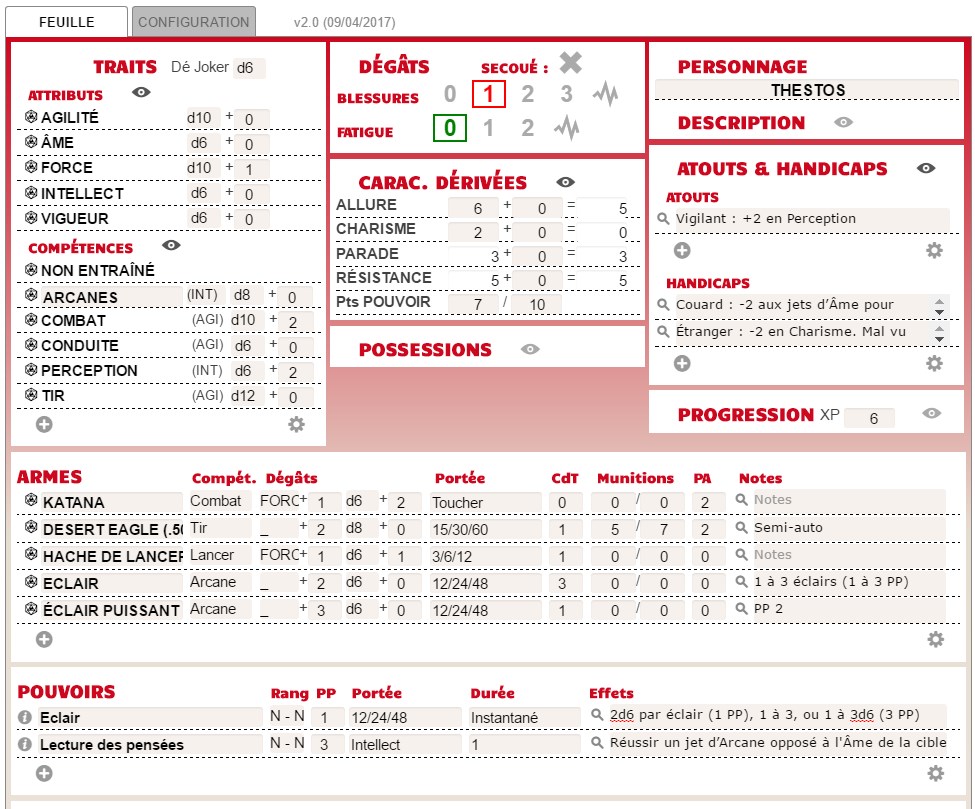 FEUILLE CONFIGURATION v2.0 (09/04/2017)
TRAITS Dé Joker d6
ATTRIBUTS
AGILITÉ d10 + 0
ÂME d6 + 0
FORCE d10 + 1
INTELLECT d6 + 0
VIGUEUR d6 + 0
COMPÉTENCES
NON ENTRAÎNÉ
ARCANES (INT) d8 + 0
COMBAT (AGI) d10 + 2
CONDUITE (AGI) d6 + 0
PERCEPTION (INT) d6 + 2
TIR (AGI) d12 + 0
DÉGÂTS SECOUÉ :
BLESSURES 0 1 2 3
FATIGUE 0 1 2
CARAC. DÉRIVÉES
ALLURE 6 + 0 = 5
CHARISME 2 + 0 = 0
PARADE 3 + 0 = 3
RÉSISTANCE 5 + 0 = 5
Pts POUVOIR 7 / 10
POSSESSIONS
PERSONNAGE
THESTOS
DESCRIPTION
ATOUTS & HANDICAPS
ATOUTS
Vigilant : +2 en Perception
HANDICAPS
Couard : -2 aux jets d’Âme pour
Étranger : -2 en Charisme. Mal vu
PROGRESSION XP 6
ARMES Compét. Dégâts Portée CdT Munitions PA Notes
KATANA Combat FORC + 1 d6 + 2 Toucher 0 0 / 0 2 Notes
DESERT EAGLE (.50 Tir _ + 2 d8 + 0 15/30/60 1 5 / 7 2 Semi-auto
HACHE DE LANCER Lancer FORC + 1 d6 + 1 3/6/12 1 0 / 0 0 Notes
ECLAIR Arcane _ + 2 d6 + 0 12/24/48 3 0 / 0 0 1 à 3 éclairs (1 à 3 PP)
ÉCLAIR PUISSANT Arcane _ + 3 d6 + 0 12/24/48 1 0 / 0 0 PP 2
POUVOIRS Rang PP Portée Durée Effets
Eclair N - N 1 12/24/48 Instantané 2d6 par éclair (1 PP), 1 à 3, ou 1 à 3d6 (3 PP)
Lecture des pensées N - N 3 Intellect 1 Réussir un jet d’Arcane opposé à l'Âme de la cible